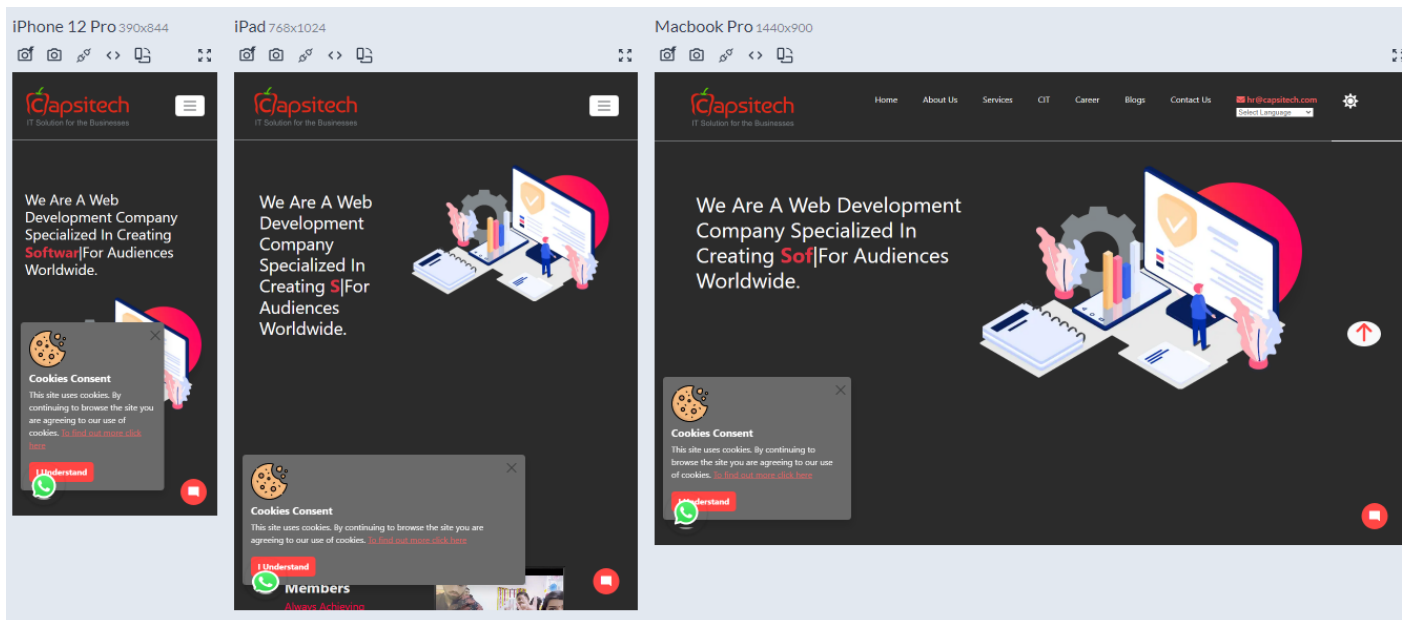 iPhone 12 Pro 390x844
Capsitech
IT Solution for the Businesses
We Are A Web
Development Company
Specialized In Creating
Softwar|For Audiences
Worldwide.
Cookies Consent
This site uses cookies. By
continuing to browse the site you
are agreeing to our use of
cookies. To find out more click
here
I Understand
iPad 768x1024
Capsitech
IT Solution for the Businesses
We Are A Web
Development
Company
Specialized In
Creating S|For
Audiences
Worldwide.
Cookies Consent
This site uses cookies. By continuing to browse the site you are
agreeing to our use of cookies. To find out more click here
I Understand
Members
Always Achieving
Macbook Pro 1440x900
Capsitech
IT Solution for the Businesses
Home About Us Services CIT Career Blogs Contact Us hr@capsitech.com
Select Language
We Are A Web Development
Company Specialized In
Creating Sof|For Audiences
Worldwide.
Cookies Consent
This site uses cookies. By continuing to
browse the site you are agreeing to our use
of cookies. To find out more click here
I Understand